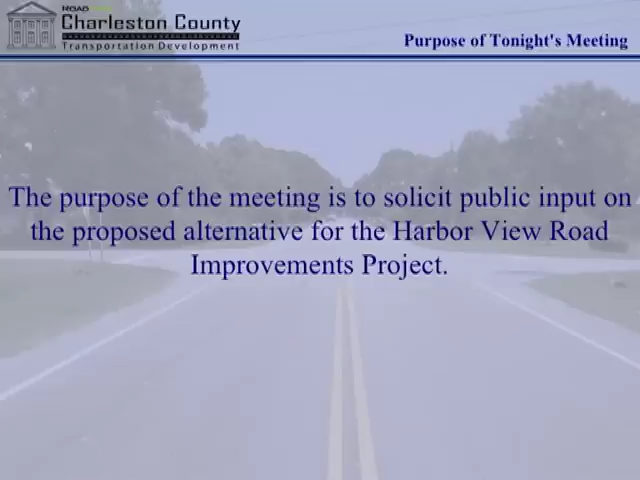 ROAD
Charleston County
Transportation Development
Purpose of Tonight's Meeting
The purpose of the meeting is to solicit public input on
the proposed alternative for the Harbor View Road
Improvements Project.